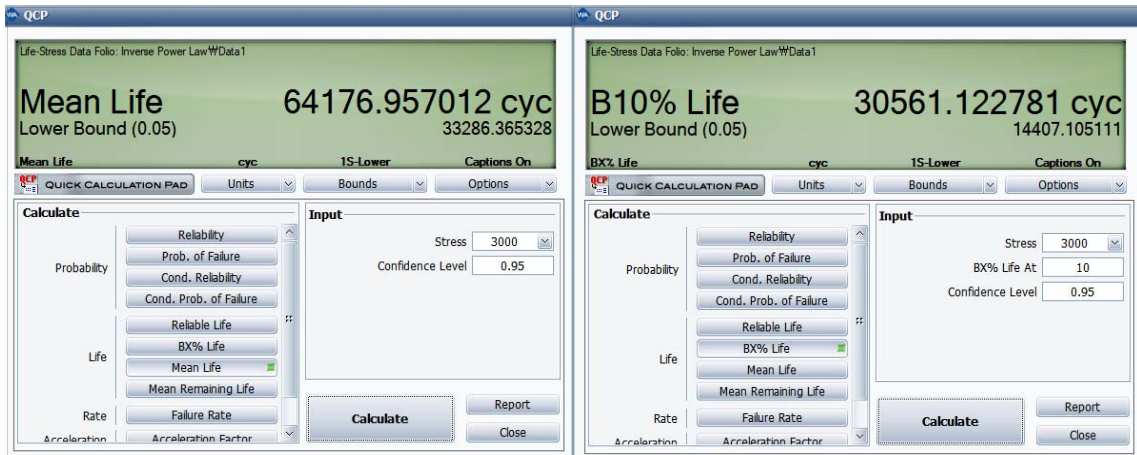 QCP
Life-Stress Data Folio: Inverse Power Law₩Data1
Mean Life 64176.957012 cyc
Lower Bound (0.05) 33286.365328
Mean Life cyc 1S-Lower Captions On
QCP QUICK CALCULATION PAD Units Bounds Options
Calculate
Probability
Reliability
Prob. of Failure
Cond. Reliability
Cond. Prob. of Failure
Life
Reliable Life
BX% Life
Mean Life
Mean Remaining Life
Rate
Failure Rate
Acceleration
Acceleration Factor
Input
Stress 3000
Confidence Level 0.95
Calculate
Report
Close
WA QCP
Life-Stress Data Folio: Inverse Power Law₩Data1
B10% Life 30561.122781 cyc
Lower Bound (0.05) 14407.105111
BX% Life cyc 1S-Lower Captions On
QCP QUICK CALCULATION PAD Units Bounds Options
Calculate
Probability
Reliability
Prob. of Failure
Cond. Reliability
Cond. Prob. of Failure
Life
Reliable Life
BX% Life
Mean Life
Mean Remaining Life
Rate
Failure Rate
Acceleration
Acceleration Factor
Input
Stress 3000
BX% Life At 10
Confidence Level 0.95
Calculate
Report
Close